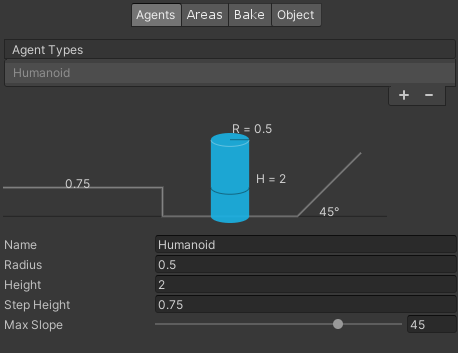 Agents Areas Bake Object
Agent Types
Humanoid
+ -
R = 0.5
0.75
H = 2
45°
Name Humanoid
Radius 0.5
Height 2
Step Height 0.75
Max Slope 45